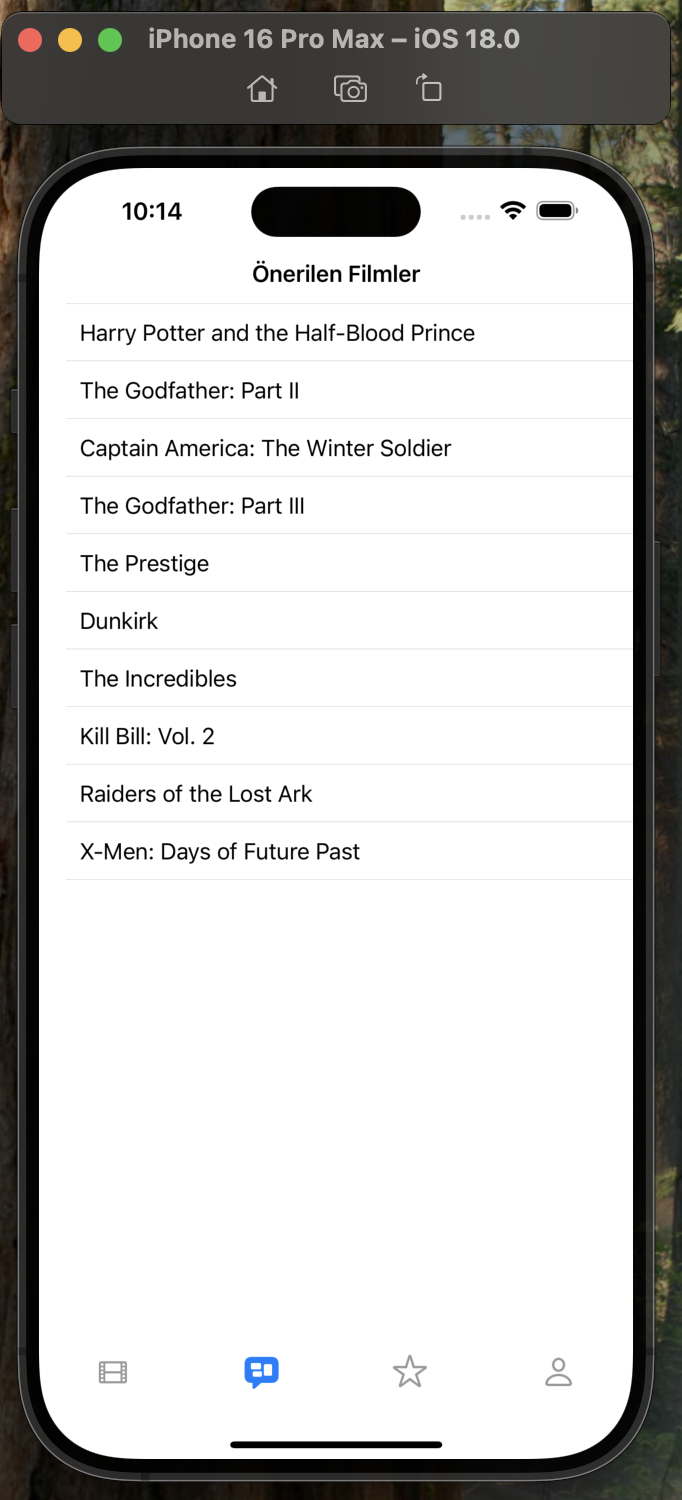 iPhone 16 Pro Max – iOS 18.0
10:14
Önerilen Filmler
Harry Potter and the Half-Blood Prince
The Godfather: Part II
Captain America: The Winter Soldier
The Godfather: Part III
The Prestige
Dunkirk
The Incredibles
Kill Bill: Vol. 2
Raiders of the Lost Ark
X-Men: Days of Future Past